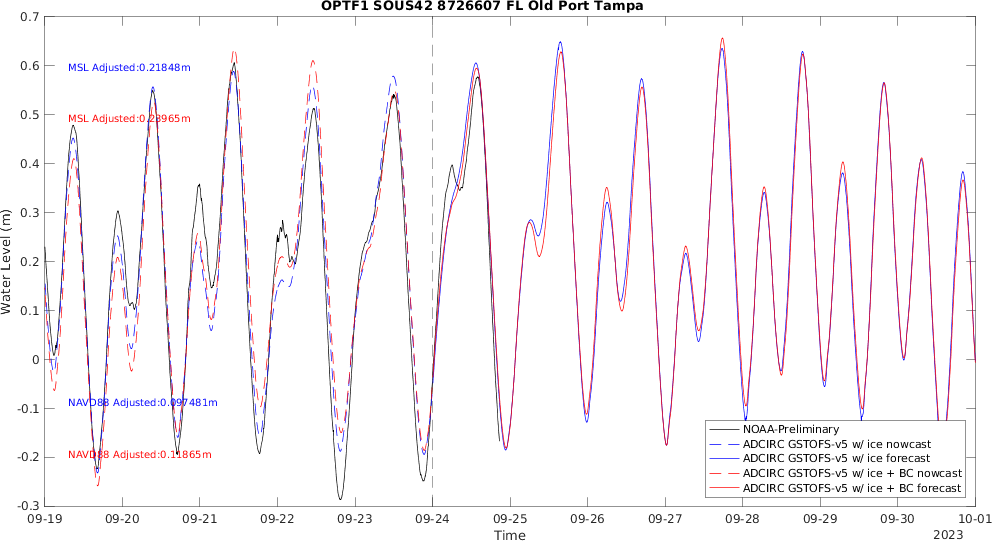 OPTF1 SOUS42 8726607 FL Old Port Tampa
Water Level (m)
0.7
0.6
0.5
0.4
0.3
0.2
0.1
0
-0.1
-0.2
-0.3
MSL Adjusted:0.21848m
MSL Adjusted:0.23965m
NAVD88 Adjusted:0.097481m
NAVD88 Adjusted:0.11865m
NOAA-Preliminary
ADCIRC GSTOFS-v5 w/ ice nowcast
ADCIRC GSTOFS-v5 w/ ice forecast
ADCIRC GSTOFS-v5 w/ ice + BC nowcast
ADCIRC GSTOFS-v5 w/ ice + BC forecast
09-19 09-20 09-21 09-22 09-23 09-24 09-25 09-26 09-27 09-28 09-29 09-30 10-01
Time
2023